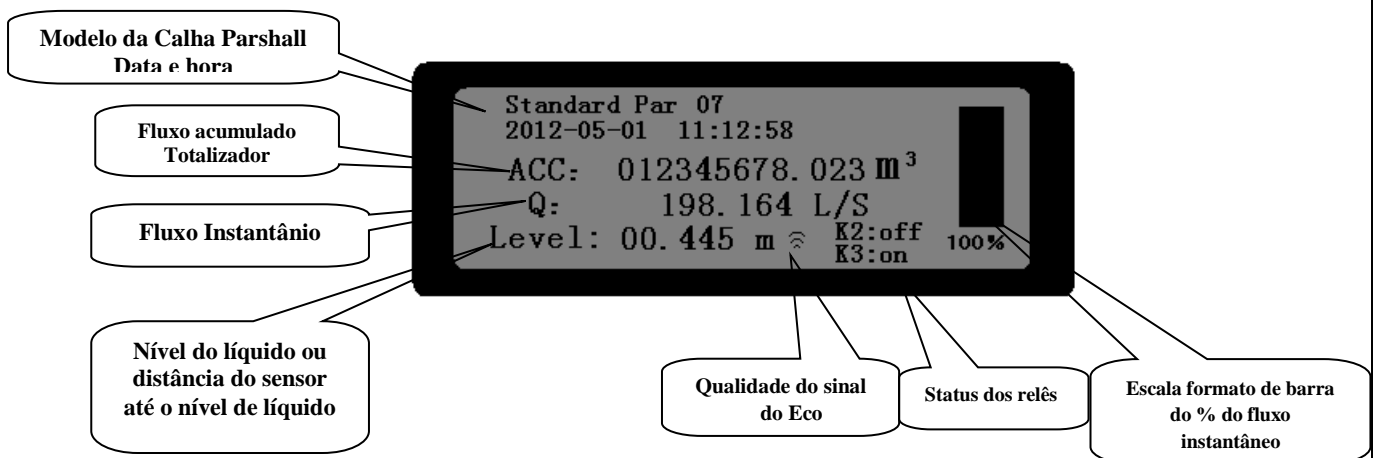 Modelo da Calha Parshall
Data e hora
Fluxo acumulado
Totalizador
Fluxo Instantânio
Nível do líquido ou
distância do sensor
até o nível de líquido
Standard Par 07
2012-05-01 11:12:58
ACC: 012345678.023 m³
Q: 198.164 L/S
Level: 00.445 m
K2:off
K3:on
100%
Qualidade do sinal
do Eco
Status dos relês
Escala formato de barra
do % do fluxo
instantâneo